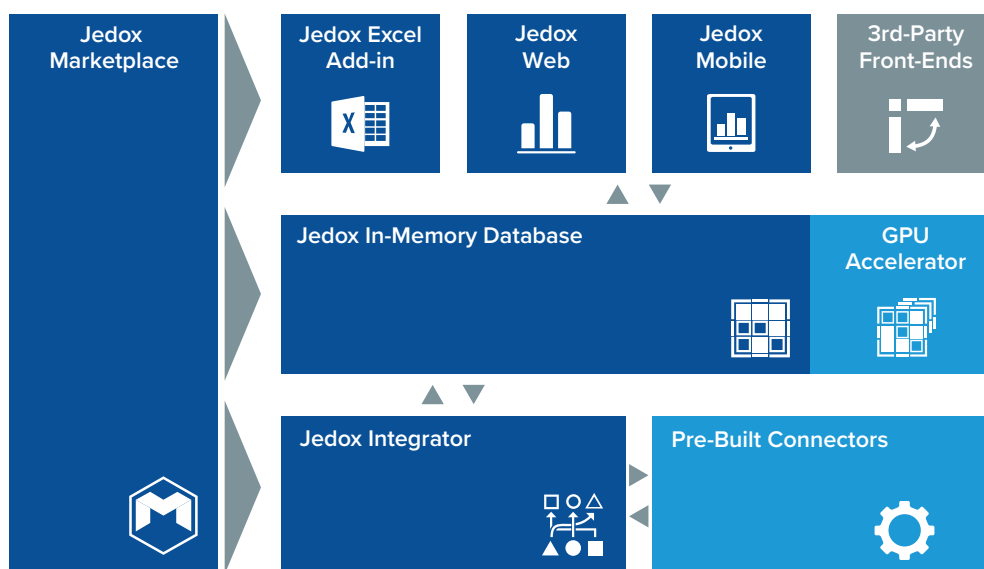 Jedox
Marketplace
Jedox Excel
Add-in
X
Jedox
Web
Jedox
Mobile
3rd-Party
Front-Ends
Jedox In-Memory Database
GPU
Accelerator
Jedox Integrator
Pre-Built Connectors